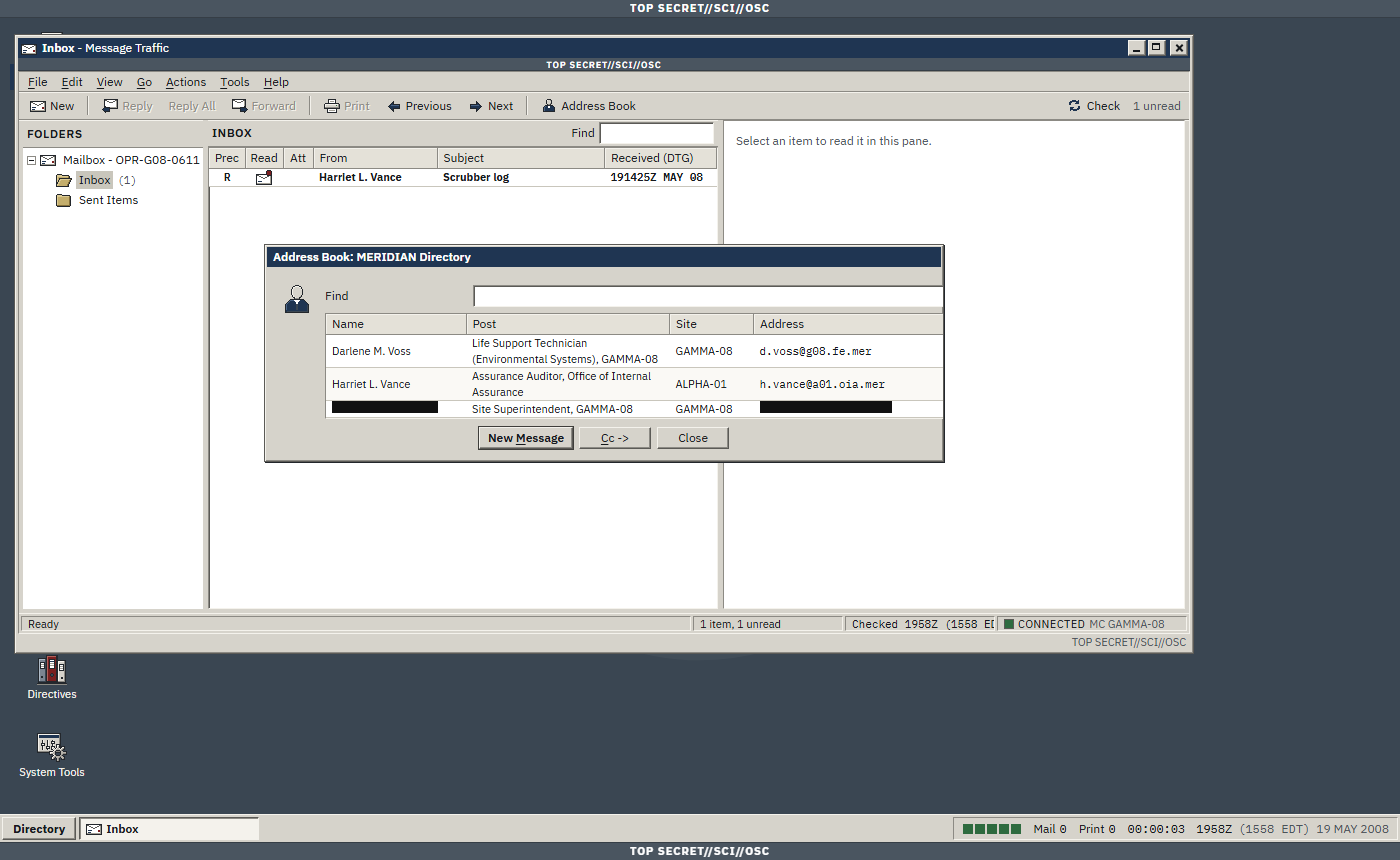 TOP SECRET//SCI//OSC
Inbox - Message Traffic
TOP SECRET//SCI//OSC
File Edit View Go Actions Tools Help
New Reply Reply All Forward Print Previous Next Address Book Check 1 unread
FOLDERS
Mailbox - OPR-G08-0611
Inbox (1)
Sent Items
INBOX Find
Prec Read Att From Subject Received (DTG)
R Harriet L. Vance Scrubber log 191425Z MAY 08
Select an item to read it in this pane.
Address Book: MERIDIAN Directory
Find
Name Post Site Address
Darlene M. Voss Life Support Technician
(Environmental Systems), GAMMA-08 GAMMA-08 d.voss@g08.fe.mer
Harriet L. Vance Assurance Auditor, Office of Internal
Assurance ALPHA-01 h.vance@a01.oia.mer
Site Superintendent, GAMMA-08 GAMMA-08
New Message Cc -> Close
Ready 1 item, 1 unread Checked 1958Z (1558 ED CONNECTED MC GAMMA-08
TOP SECRET//SCI//OSC
Directives
System Tools
Directory Inbox Mail 0 Print 0 00:00:03 1958Z (1558 EDT) 19 MAY 2008
TOP SECRET//SCI//OSC